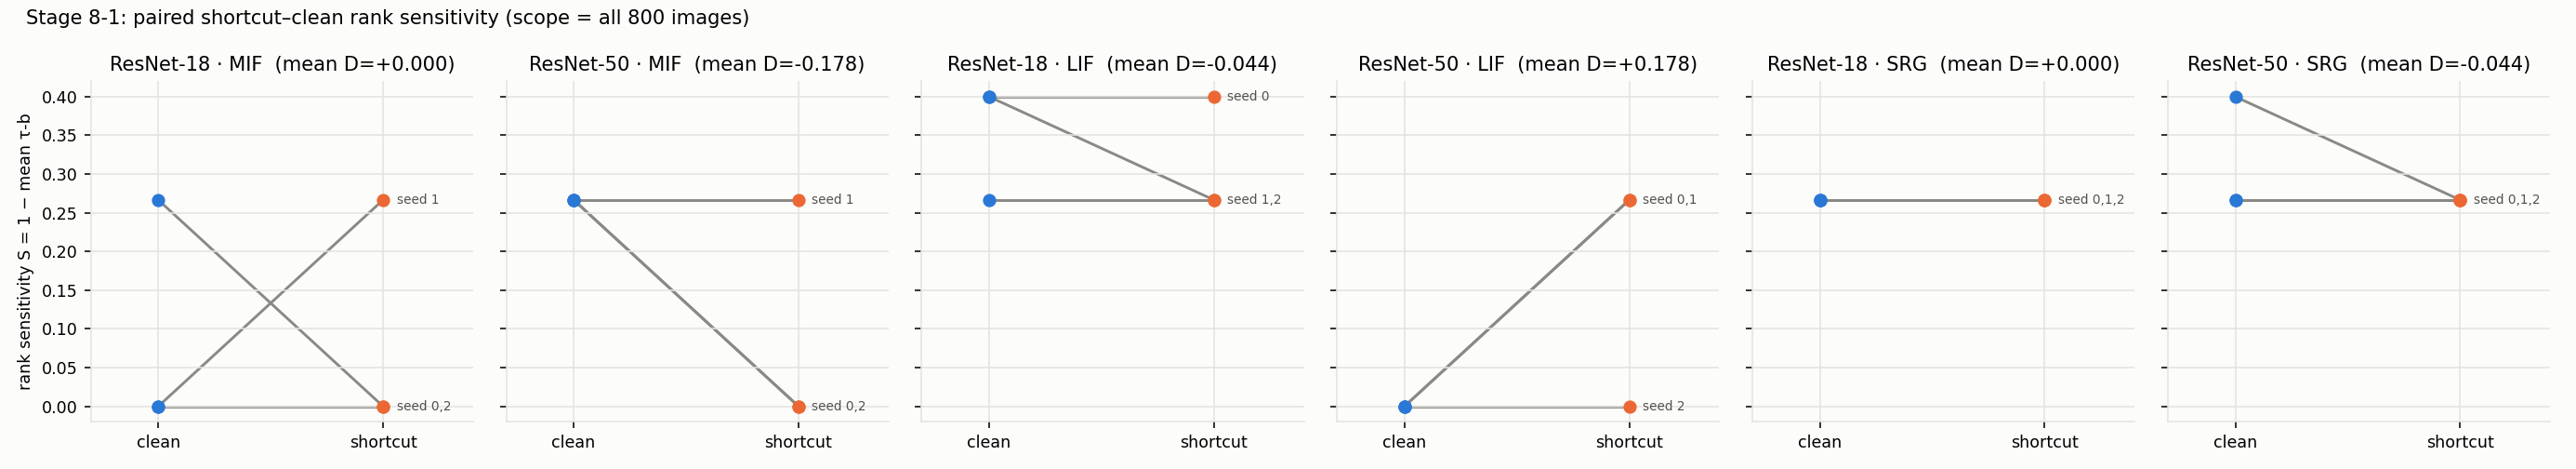 Stage 8-1: paired shortcut–clean rank sensitivity (scope = all 800 images)
rank sensitivity S = 1 − mean τ-b
ResNet-18 · MIF (mean D=+0.000)
0.40
0.35
0.30
0.25
0.20
0.15
0.10
0.05
0.00
seed 1
seed 0,2
clean
shortcut
ResNet-50 · MIF (mean D=-0.178)
seed 1
seed 0,2
clean
shortcut
ResNet-18 · LIF (mean D=-0.044)
seed 0
seed 1,2
clean
shortcut
ResNet-50 · LIF (mean D=+0.178)
seed 0,1
seed 2
clean
shortcut
ResNet-18 · SRG (mean D=+0.000)
seed 0,1,2
clean
shortcut
ResNet-50 · SRG (mean D=-0.044)
seed 0,1,2
clean
shortcut